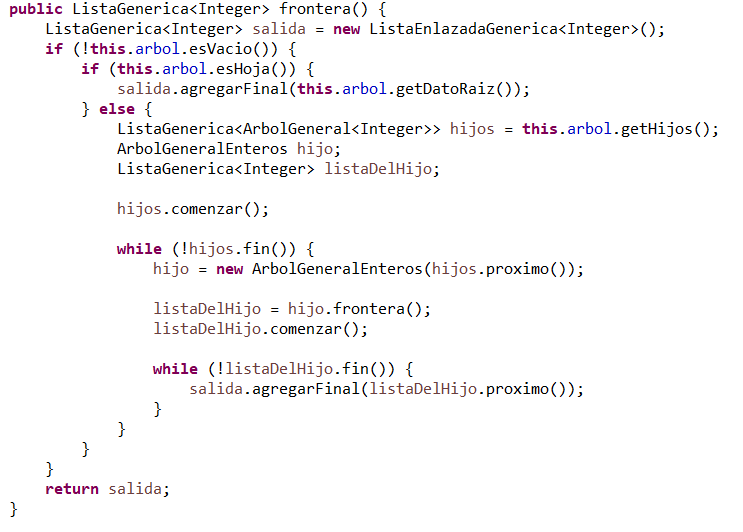 public ListaGenerica<Integer> frontera() {
    ListaGenerica<Integer> salida = new ListaEnlazadaGenerica<Integer>();
    if (!this.arbol.esVacio()) {
        if (this.arbol.esHoja()) {
            salida.agregarFinal(this.arbol.getDatoRaiz());
        } else {
            ListaGenerica<ArbolGeneral<Integer>> hijos = this.arbol.getHijos();
            ArbolGeneralEnteros hijo;
            ListaGenerica<Integer> listaDelHijo;

            hijos.comenzar();

            while (!hijos.fin()) {
                hijo = new ArbolGeneralEnteros(hijos.proximo());

                listaDelHijo = hijo.frontera();
                listaDelHijo.comenzar();

                while (!listaDelHijo.fin()) {
                    salida.agregarFinal(listaDelHijo.proximo());
                }
            }
        }
    }
    return salida;
}